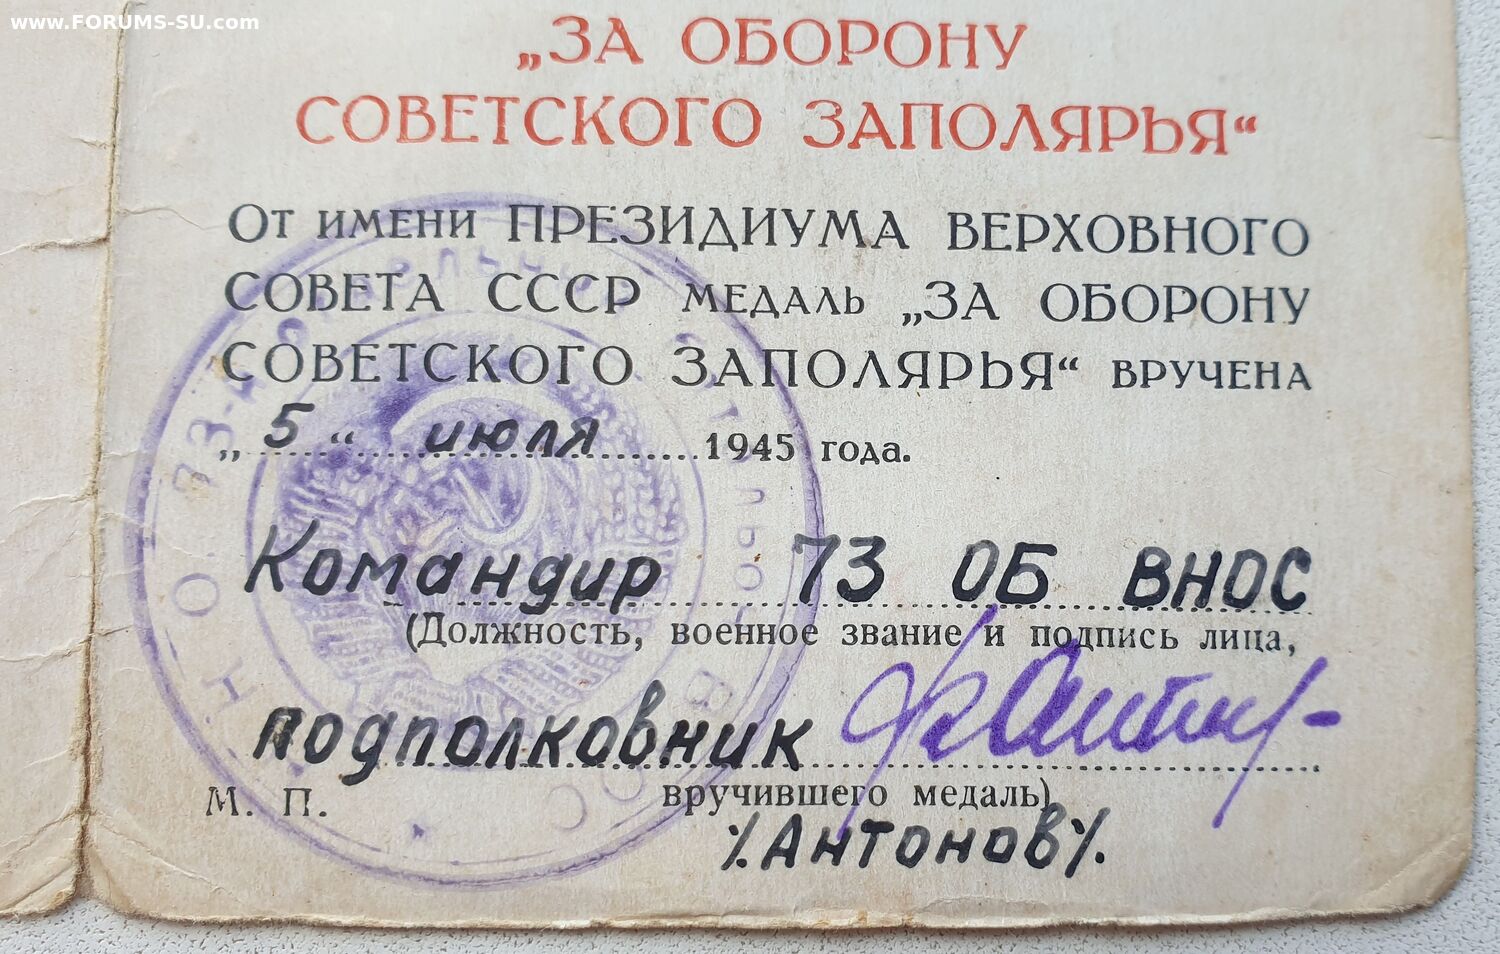 www.FORUMS-SU.com
„ЗА ОБОРОНУ
СОВЕТСКОГО ЗАПОЛЯРЬЯ“
От имени ПРЕЗИДИУМА ВЕРХОВНОГО
СОВЕТА СССР медаль „ЗА ОБОРОНУ
СОВЕТСКОГО ЗАПОЛЯРЬЯ“ вручена
„5“ июля 1945 года.
Командир 73 ОБ ВНОС
(Должность, военное звание и подпись лица,
подполковник
вручившего медаль)
М. П.
/.Антонов/.